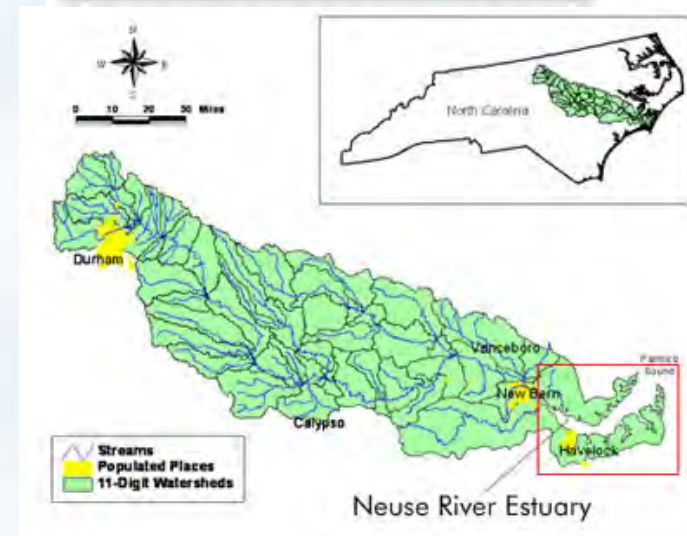 N
W E
S
0 10 20 30 Miles
North Carolina
Durham
Vanceboro
Pamlico
Sound
New Bern
Calypso
Havelock
Streams
Populated Places
11-Digit Watersheds
Neuse River Estuary